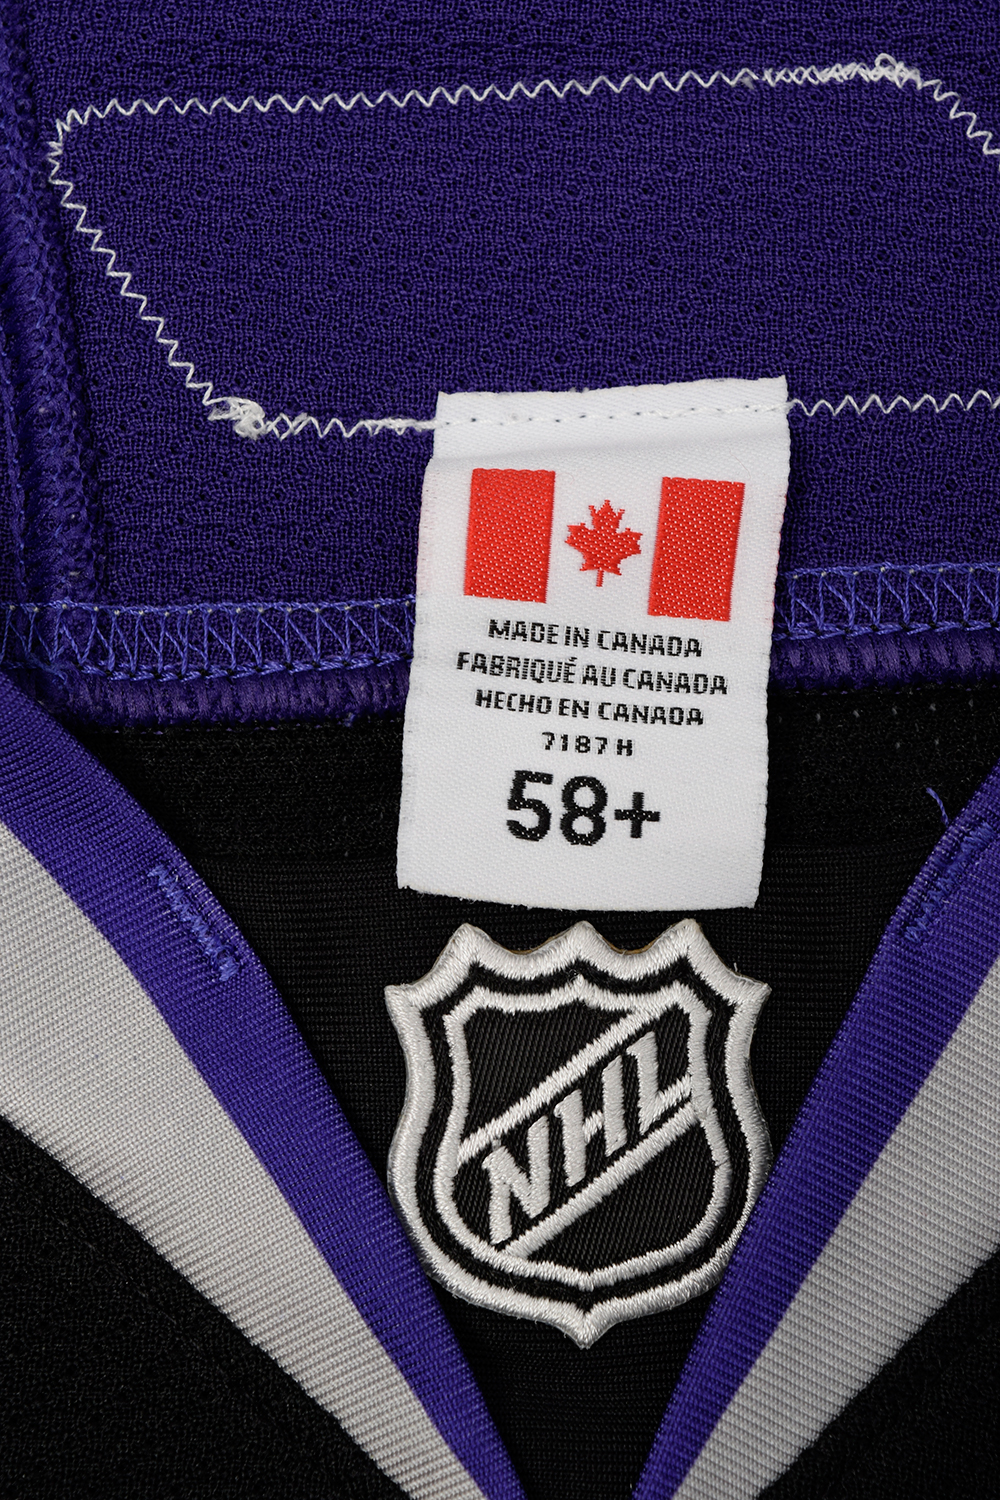 MADE IN CANADA
FABRIQUÉ AU CANADA
HECHO EN CANADA
7187 H
58+
NHL